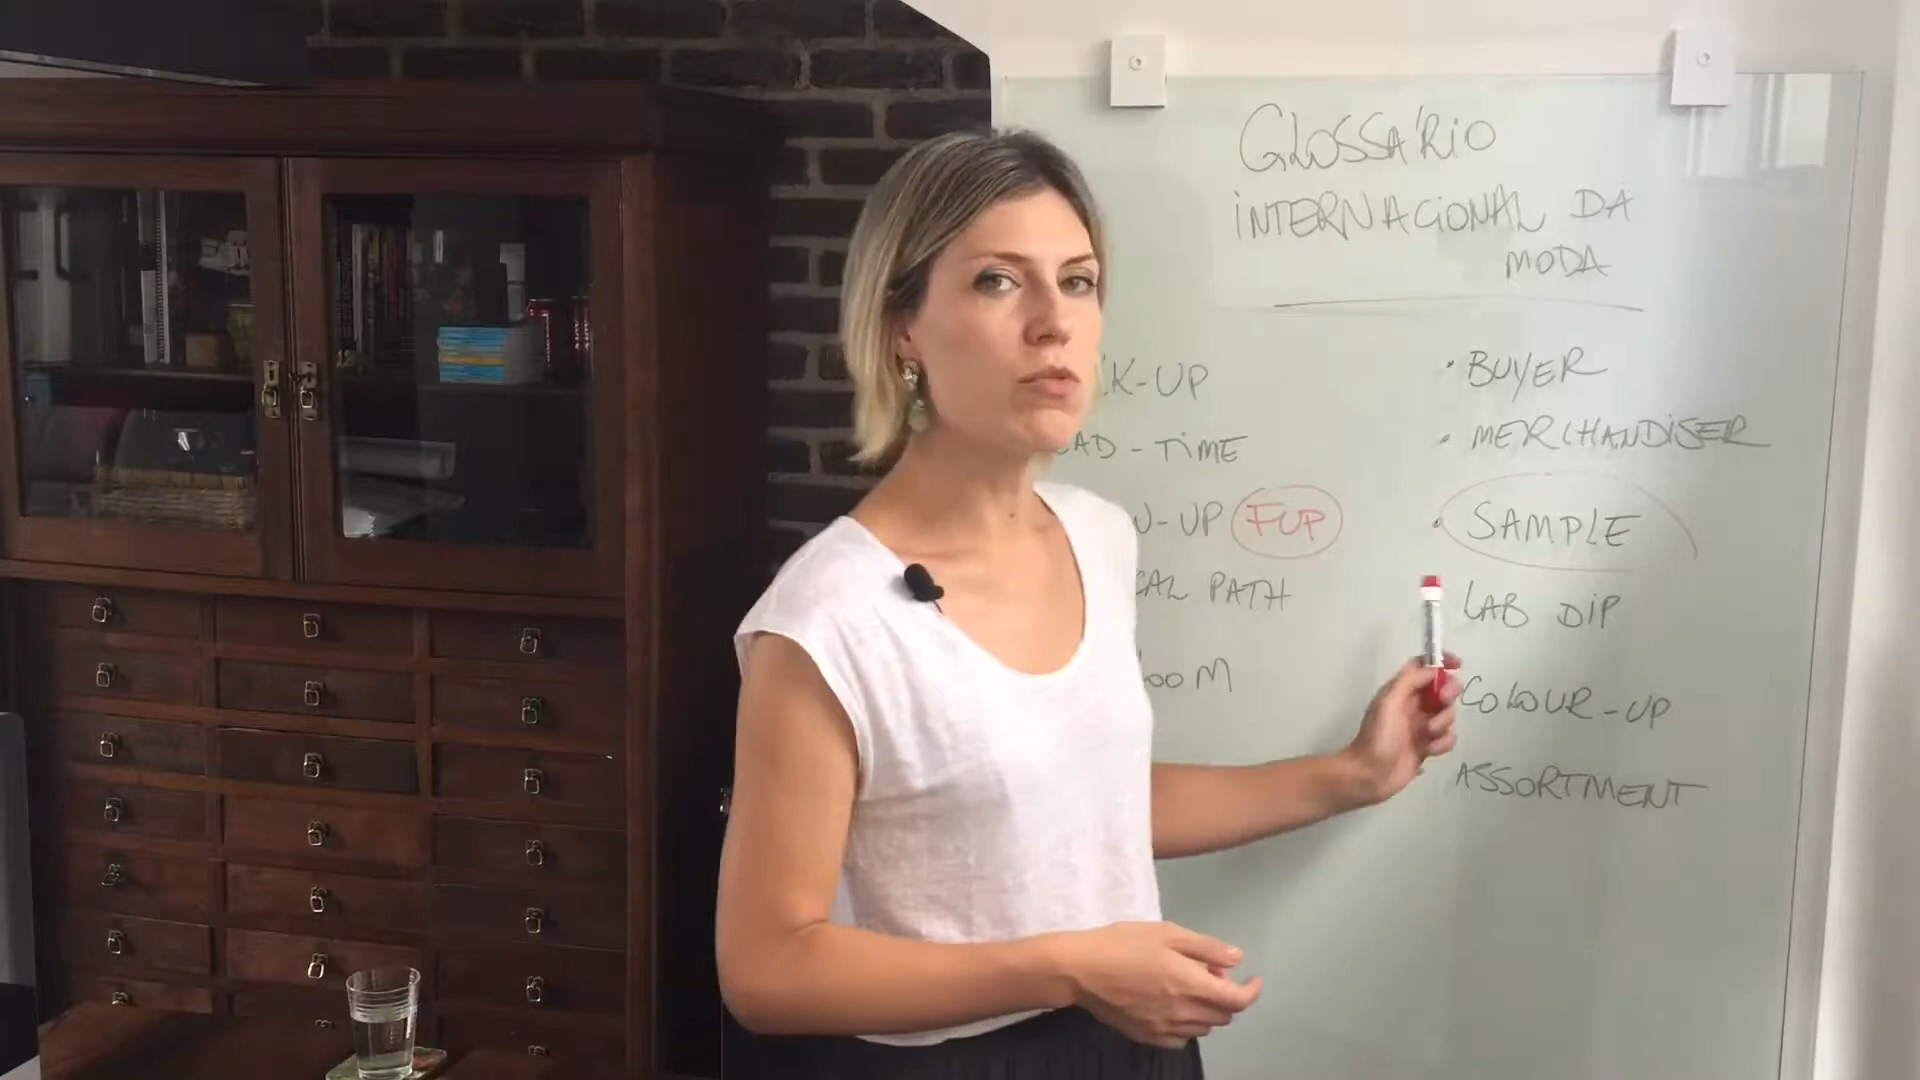 GLOSSÁRIO
INTERNACIONAL DA
MODA
K-UP
AD-TIME
W-UP FUP
CAL PATH
OOM
• BUYER
• MERCHANDISER
• SAMPLE
LAB DIP
COLOUR-UP
ASSORTMENT